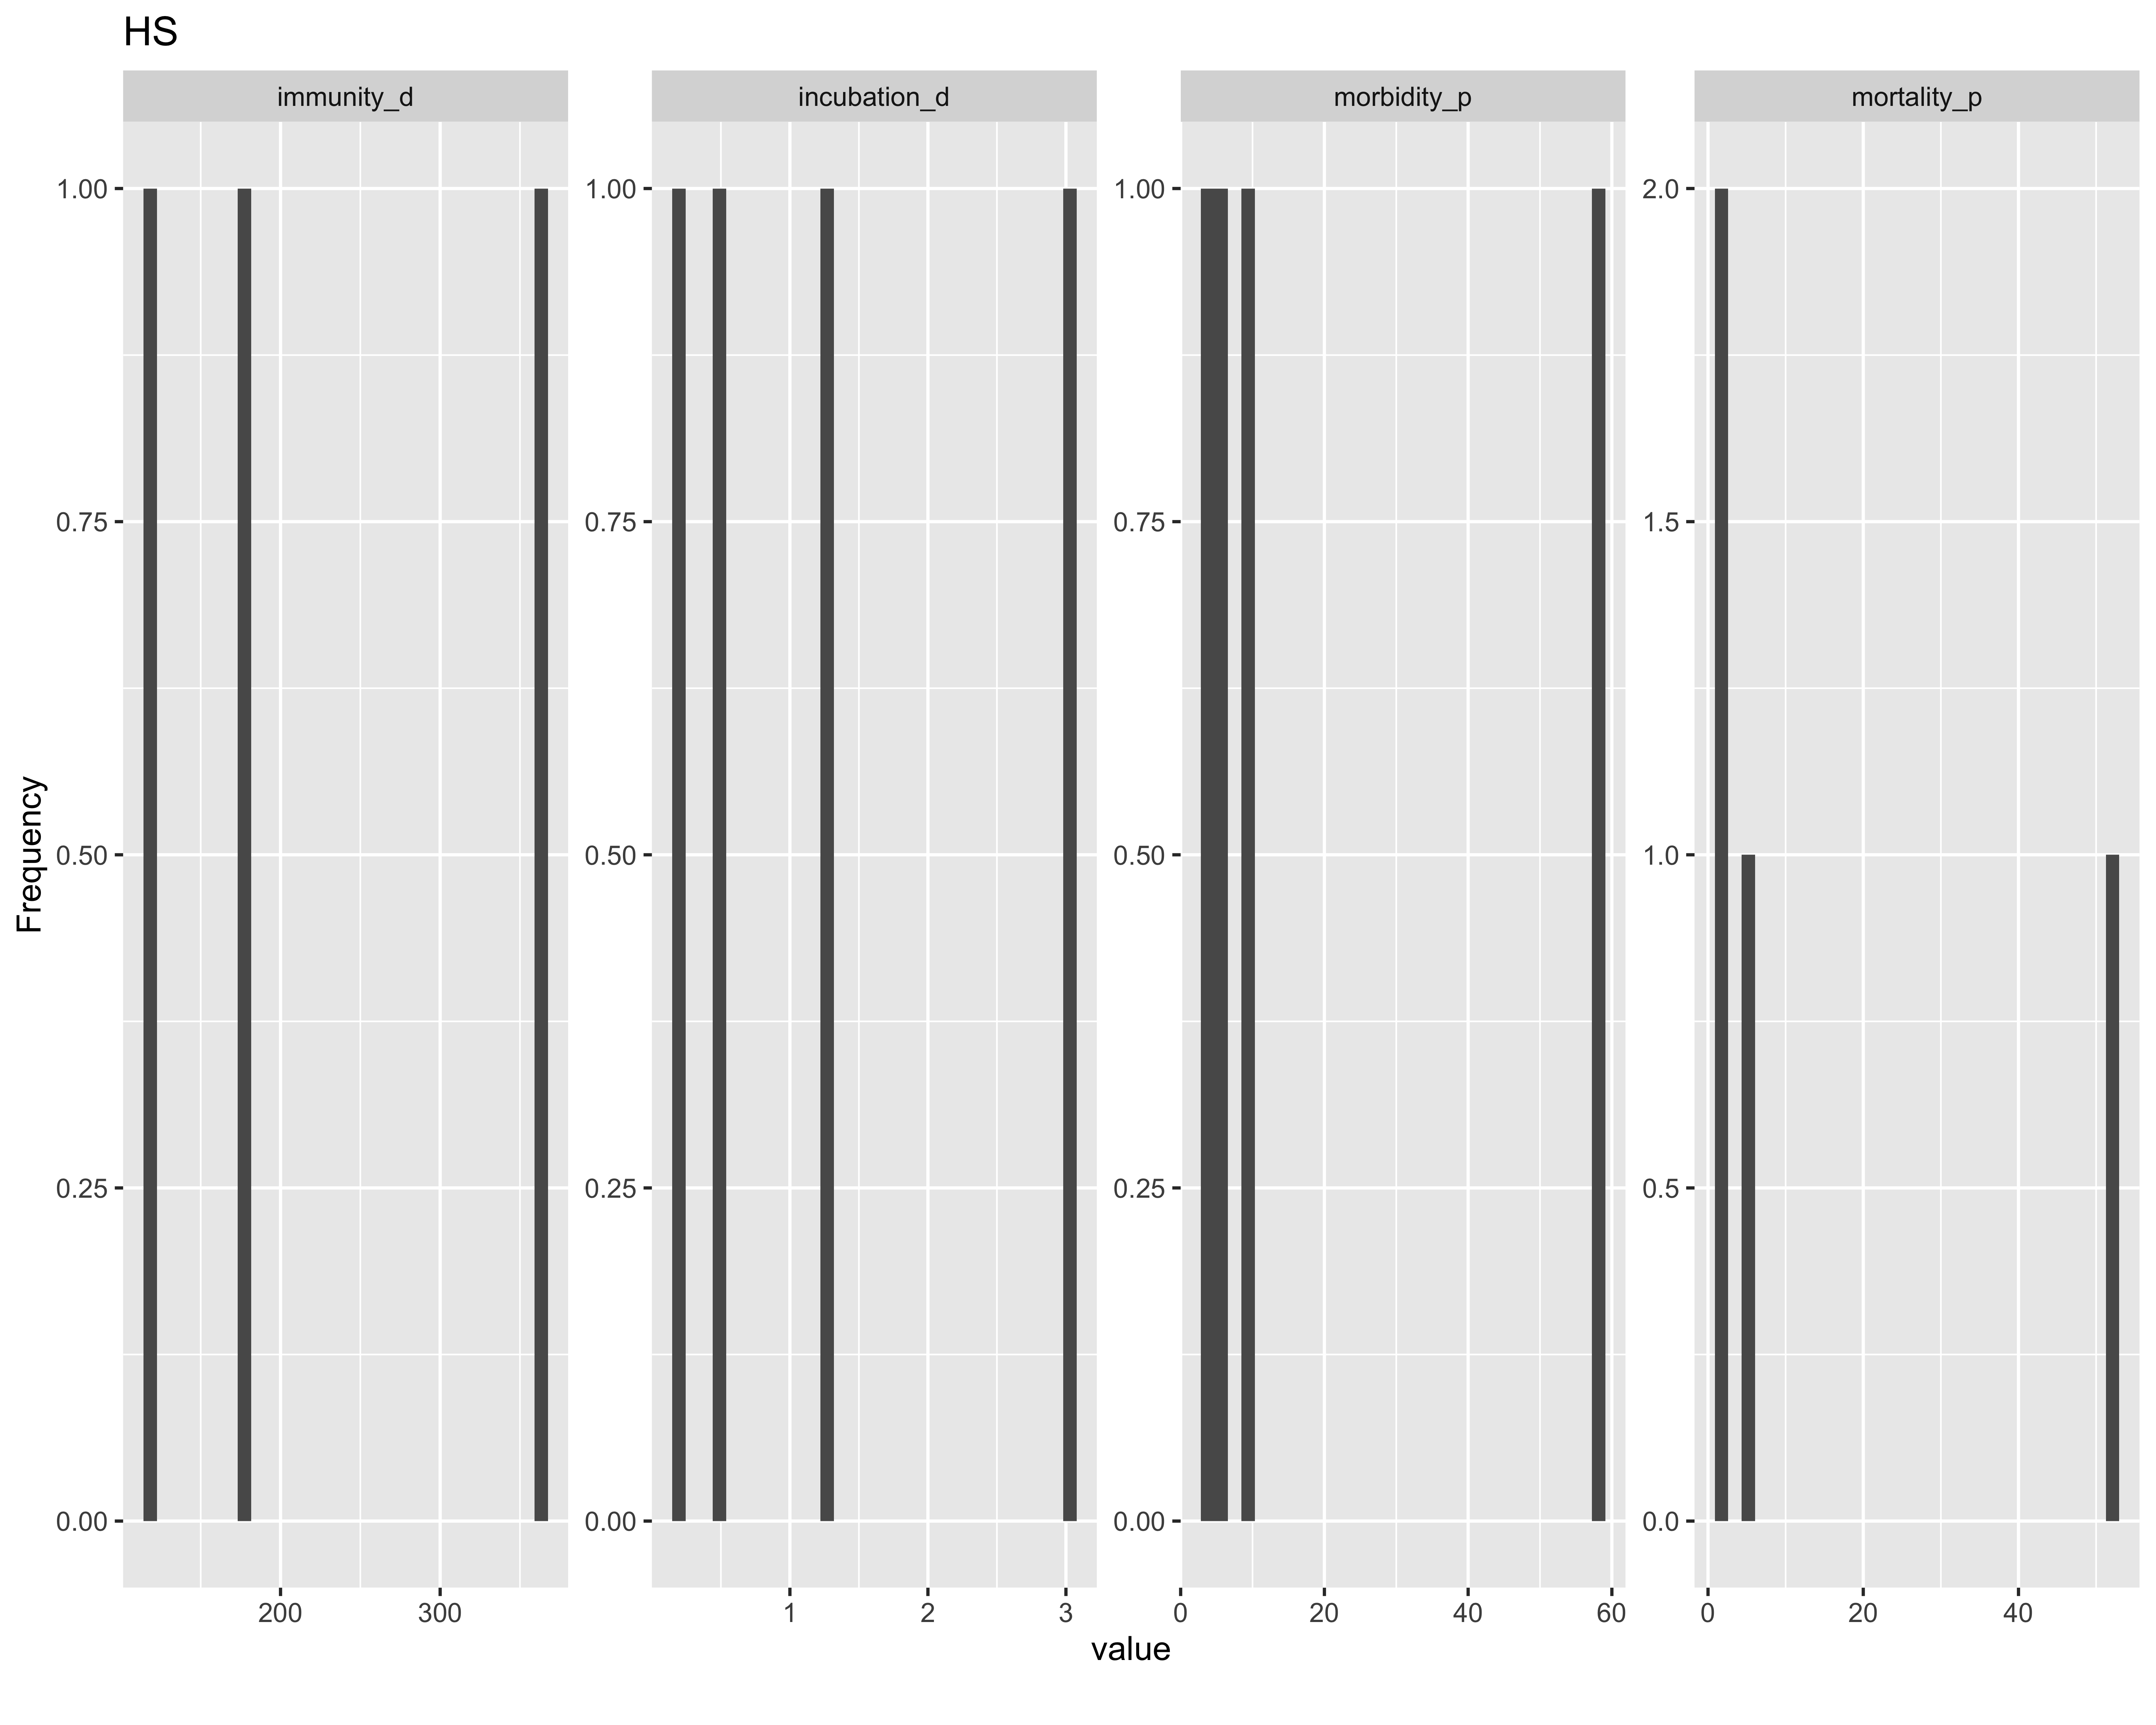 HS
immunity_d incubation_d morbidity_p mortality_p
1.00 1.00 1.00 2.0
0.75 0.75 0.75 1.5
Frequency
0.50 0.50 0.50 1.0
0.25 0.25 0.25 0.5
0.00 0.00 0.00 0.0
200 300 1 2 3 0 20 40 60 0 20 40
value